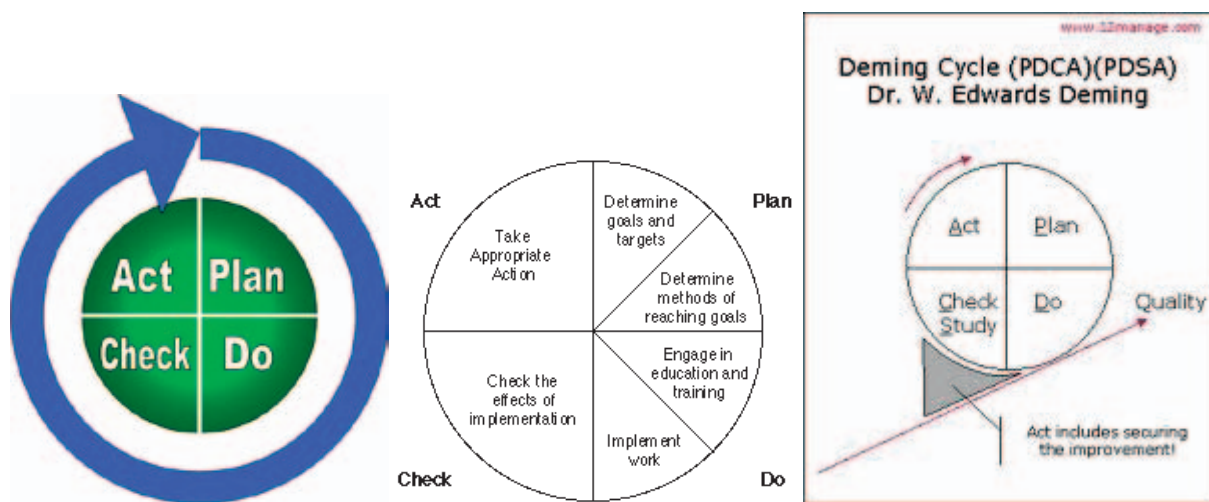 Act Plan
Check Do
Act
Plan
Determine
goals and
targets
Take
Appropriate
Action
Determine
methods of
reaching goals
Engage in
education and
training
Check the
effects of
implementation
Implement
work
Check
Do
www.12manage.com
Deming Cycle (PDCA)(PDSA)
Dr. W. Edwards Deming
Act
Plan
Check
Study
Do
Quality
Act includes securing
the improvement!